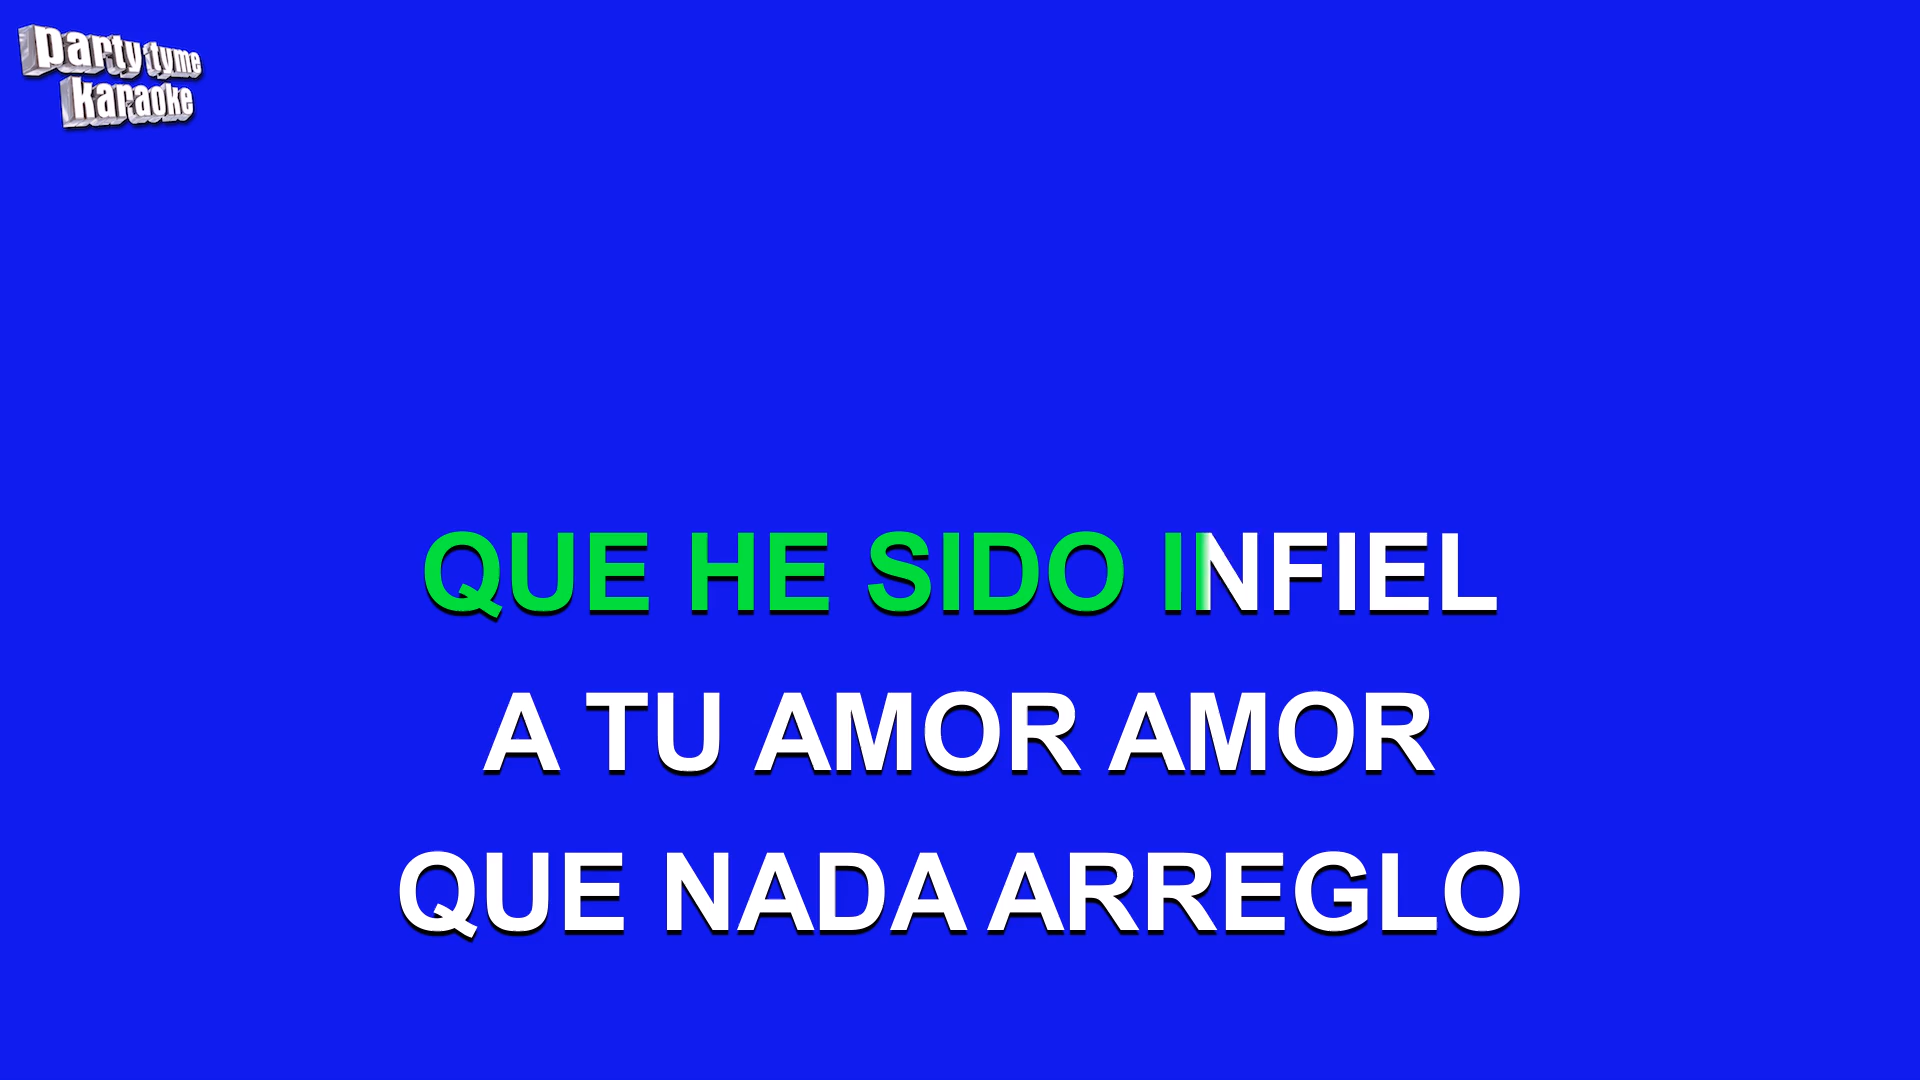 party tyme
karaoke
QUE HE SIDO INFIEL
A TU AMOR AMOR
QUE NADA ARREGLO